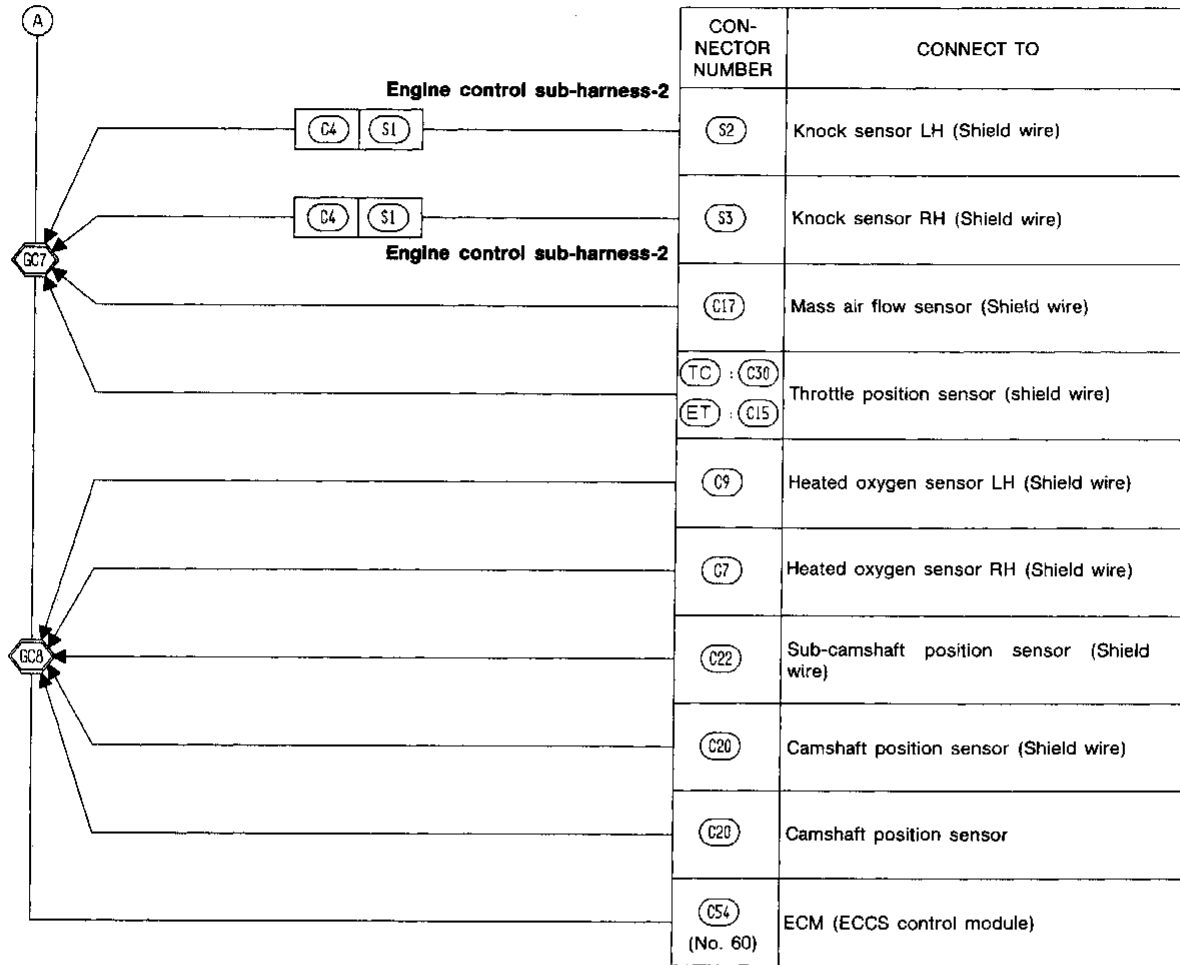 A
CON-
NECTOR
NUMBER
CONNECT TO
Engine control sub-harness-2
C4 S1
S2
Knock sensor LH (Shield wire)
C4 S1
S3
Knock sensor RH (Shield wire)
Engine control sub-harness-2
GC7
C17
Mass air flow sensor (Shield wire)
TC : C30
ET : C15
Throttle position sensor (shield wire)
C9
Heated oxygen sensor LH (Shield wire)
C7
Heated oxygen sensor RH (Shield wire)
GC8
C22
Sub-camshaft position sensor (Shield
wire)
C20
Camshaft position sensor (Shield wire)
C20
Camshaft position sensor
C54
(No. 60)
ECM (ECCS control module)